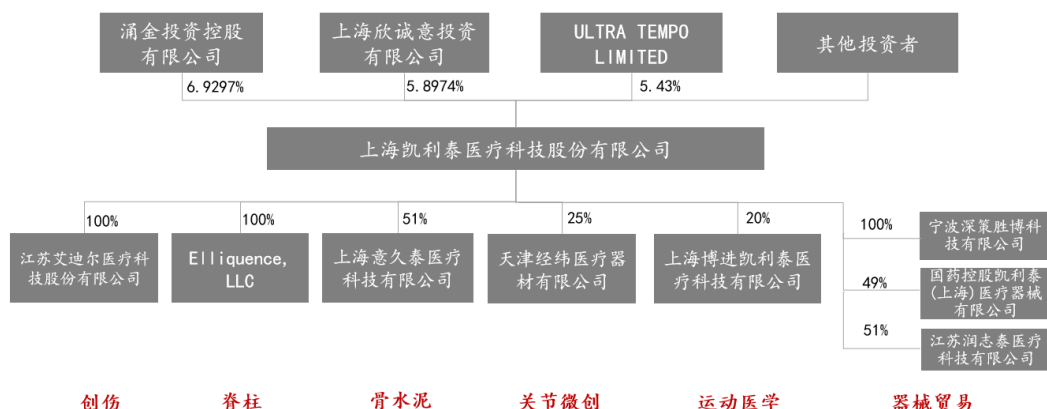 涌金投资控股
有限公司
上海欣诚意投资
有限公司
ULTRA TEMPO
LIMITED
其他投资者
6.9297%
5.8974%
5.43%
上海凯利泰医疗科技股份有限公司
100%
100%
51%
25%
20%
江苏艾迪尔医疗科
技股份有限公司
Elliquence,
LLC
上海意久泰医疗
科技有限公司
天津经纬医疗器
材有限公司
上海博进凯利泰医
疗科技有限公司
100%
宁波深策胜博科
技有限公司
49%
国药控股凯利泰
(上海)医疗器械
有限公司
51%
江苏润志泰医疗
科技有限公司
创伤
脊柱
骨水泥
关节微创
运动医学
器械贸易